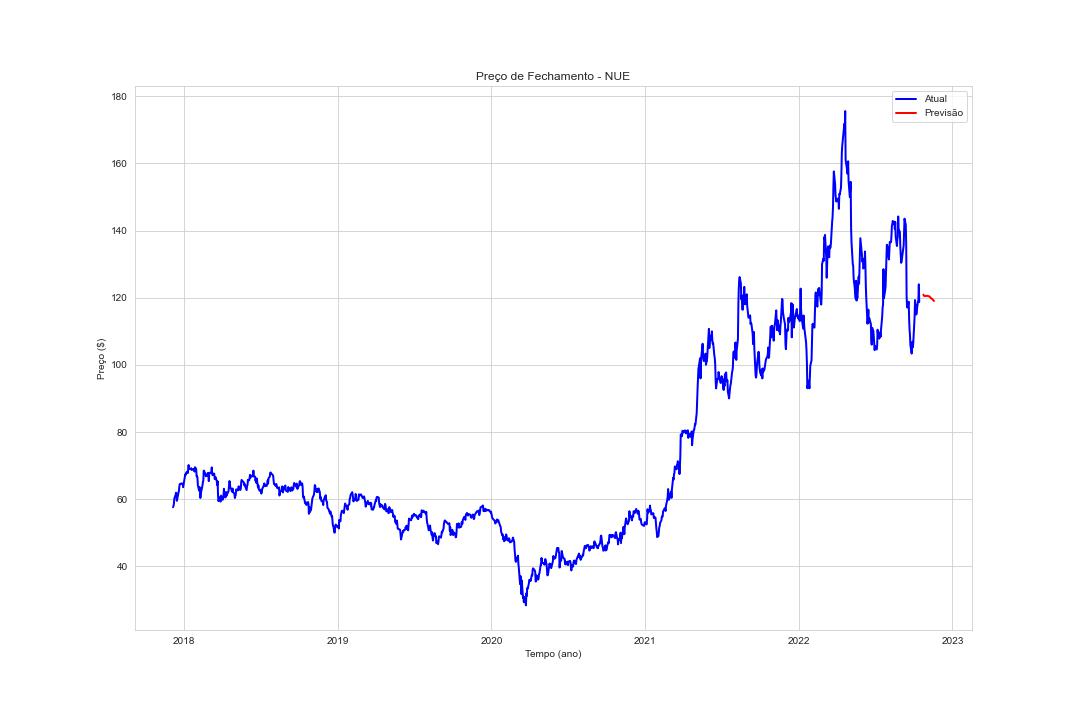 Preço de Fechamento - NUE
180
160
140
120
100
80
60
40
Preço ($)
Atual
Previsão
2018
2019
2020
2021
2022
2023
Tempo (ano)